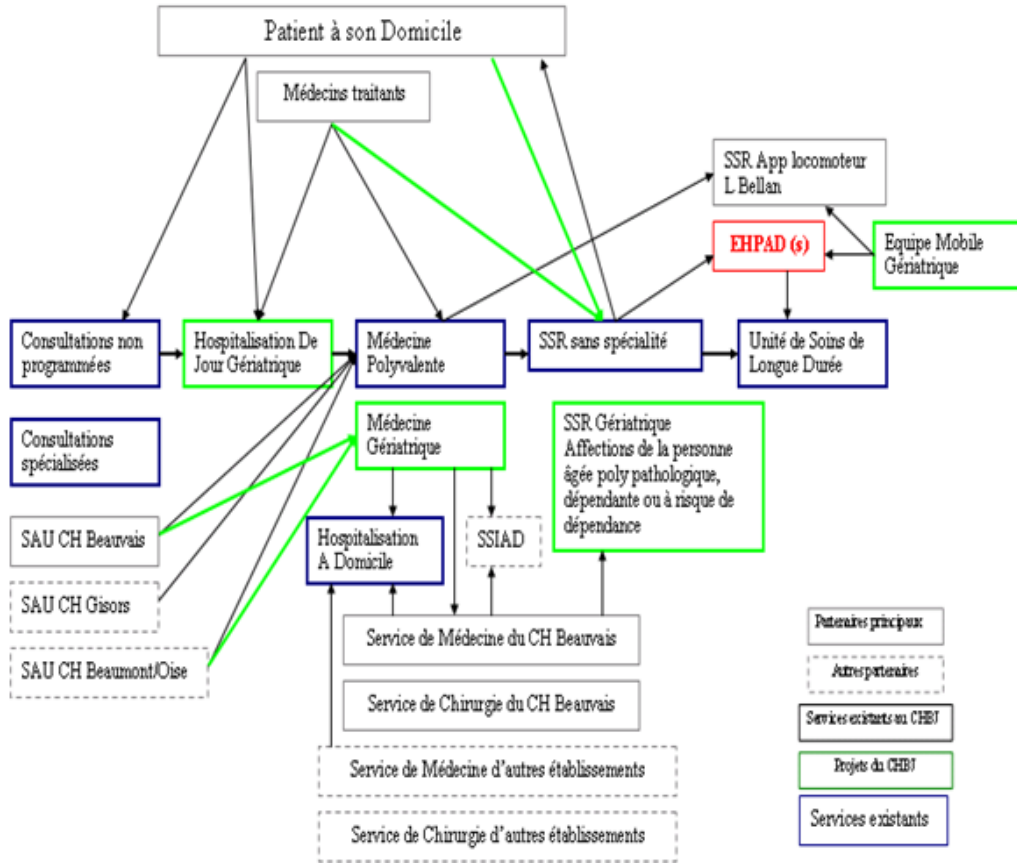 Patient à son Domicile
Médecins traitants
SSR App locomoteur
L Bellan
EHPAD (s)
Equipe Mobile
Gériatrique
Consultations non
programmées
Hospitalisation De
Jour Gériatrique
Médecine
Polyvalente
SSR sans spécialité
Unité de Soins de
Longue Durée
Consultations
spécialisées
Médecine
Gériatrique
SSR Gériatrique
Affections de la personne
âgée poly pathologique,
dépendante ou à risque de
dépendance
SAU CH Beauvais
Hospitalisation
A Domicile
SSIAD
SAU CH Gisors
SAU CH Beaumont/Oise
Service de Médecine du CH Beauvais
Service de Chirurgie du CH Beauvais
Service de Médecine d'autres établissements
Service de Chirurgie d'autres établissements
Partenaires principaux
Autres partenaires
Services existants au CHBJ
Projets du CHBJ
Services existants